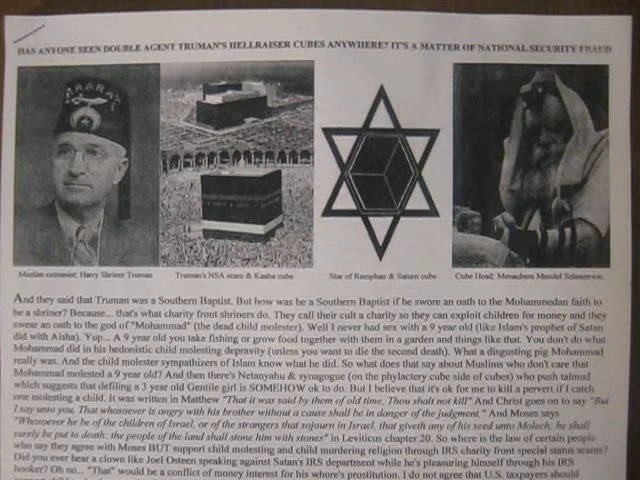 HAS ANYONE SEEN DOUBLE AGENT TRUMAN'S HELLRAISER CUBES ANYWHERE? IT'S A MATTER OF NATIONAL SECURITY FRAUD
ARARAT
Muslim extremist: Harry Shriner Truman
Truman's NSA scam & Kaaba cube
Star of Remphan & Saturn cube
Cube Head: Menachem Mendel Schneerson
And they said that Truman was a Southern Baptist. But how was he a Southern Baptist if he swore an oath to the Mohammedan faith to
be a shriner? Because... that's what charity front shriners do. They call their cult a charity so they can exploit children for money and they
swear an oath to the god of "Mohammad" (the dead child molester). Well I never had sex with a 9 year old (like Islam's prophet of Satan
did with Aisha). Yup... A 9 year old you take fishing or grow food together with them in a garden and things like that. You don't do what
Mohammad did in his hedonistic child molesting depravity (unless you want to die the second death). What a disgusting pig Mohammad
really was. And the child molester sympathizers of Islam know what he did. So what does that say about Muslims who don't care that
Mohammad molested a 9 year old? And then there's Netanyahu & synagogue (on the phylactery cube side of cubes) who push talmud
which suggests that defiling a 3 year old Gentile girl is SOMEHOW ok to do. But I believe that it's ok for me to kill a pervert if I catch
one molesting a child. It was written in Matthew "That it was said by them of old time, Thou shalt not kill" And Christ goes on to say "But
I say unto you, That whosoever is angry with his brother without a cause shall be in danger of the judgment." And Moses says
"Whosoever he be of the children of Israel, or of the strangers that sojourn in Israel, that giveth any of his seed unto Molech; he shall
surely be put to death: the people of the land shall stone him with stones" in Leviticus chapter 20. So where is the law of certain people
who say they agree with Moses BUT support child molesting and child murdering religion through IRS charity front special status scams?
Did you ever hear a clown like Joel Osteen speaking against Satan's IRS department while he's pleasuring himself through his IRS
hooker? Oh no... "That" would be a conflict of money interest for his whore's prostitution. I do not agree that U.S. taxpayers should